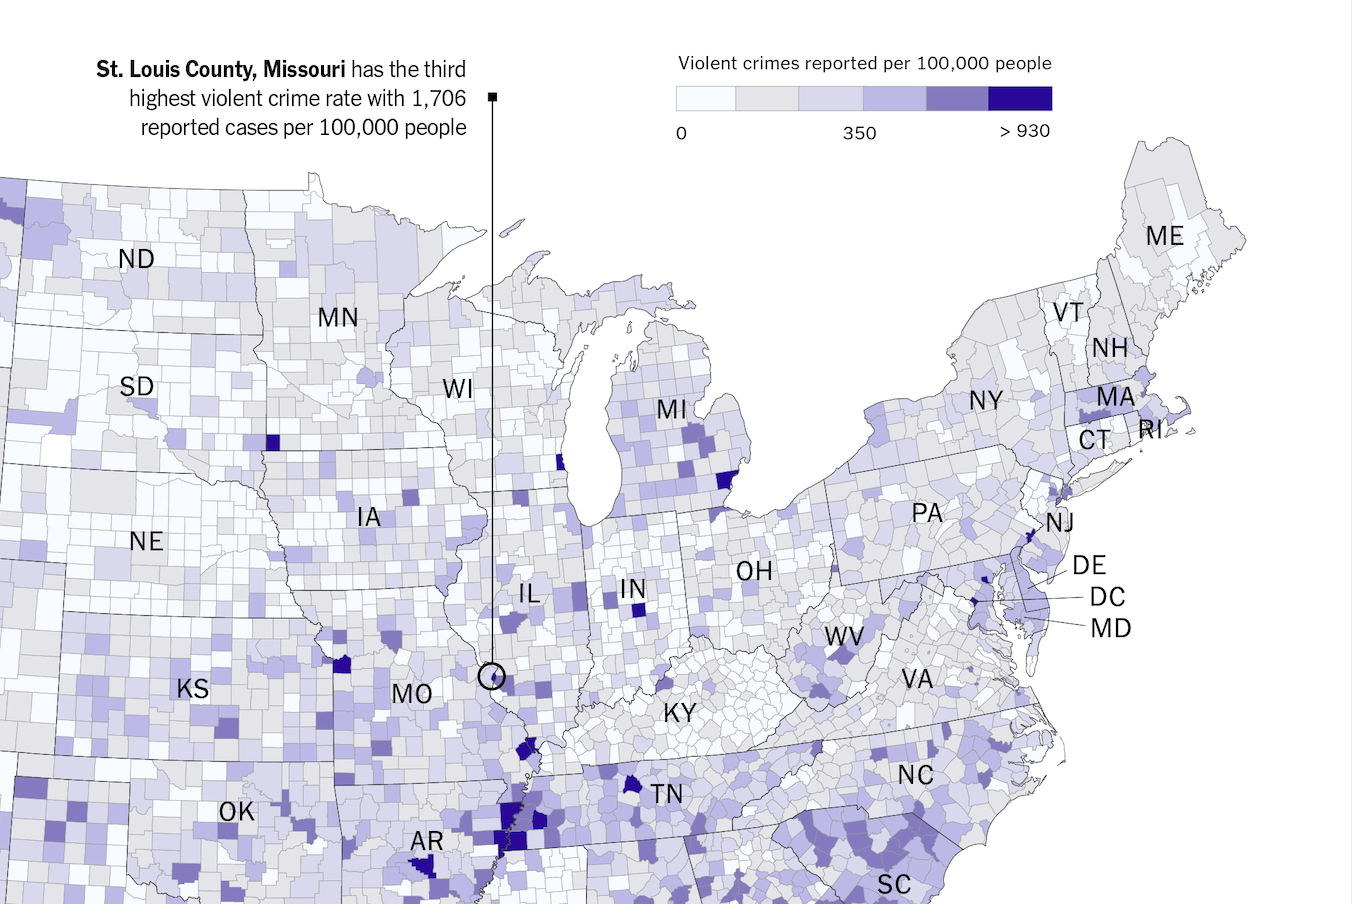 St. Louis County, Missouri has the third
highest violent crime rate with 1,706
reported cases per 100,000 people
Violent crimes reported per 100,000 people
0 350 > 930
ME
ND
VT
MN
NH
SD
WI
MI
NY
MA
CT
RI
IA
PA
NJ
NE
DE
OH
IN
IL
DC
MD
WV
VA
KS
MO
KY
NC
TN
OK
AR
SC